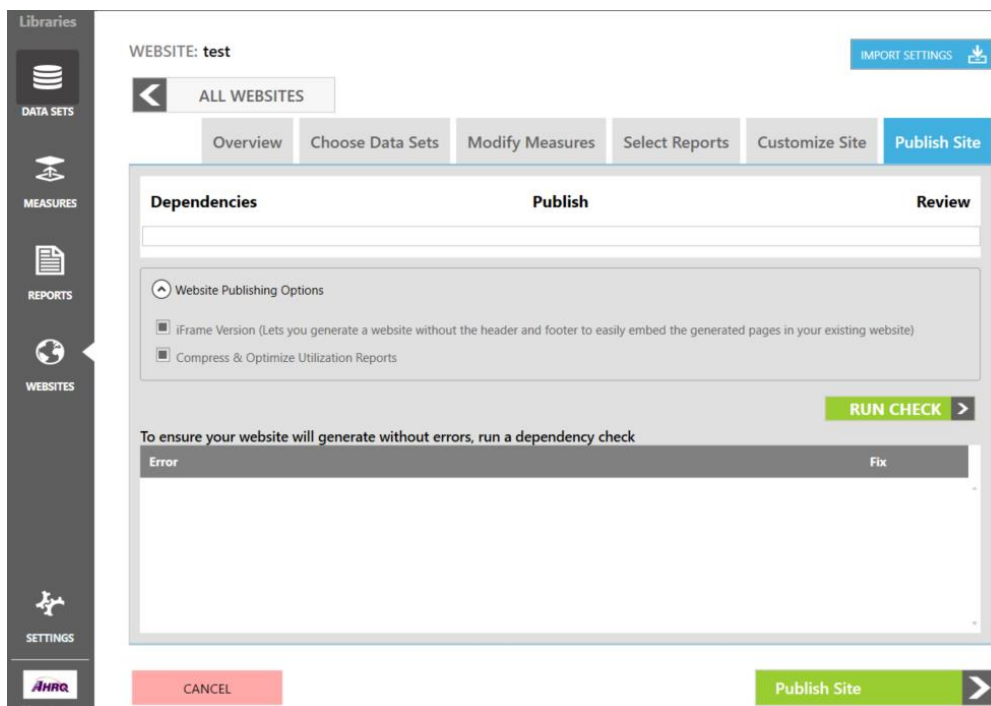 Libraries
DATA SETS
MEASURES
REPORTS
WEBSITES
SETTINGS
AHRQ
WEBSITE: test
IMPORT SETTINGS
ALL WEBSITES
Overview
Choose Data Sets
Modify Measures
Select Reports
Customize Site
Publish Site
Dependencies
Publish
Review
Website Publishing Options
iFrame Version (Lets you generate a website without the header and footer to easily embed the generated pages in your existing website)
Compress & Optimize Utilization Reports
RUN CHECK
To ensure your website will generate without errors, run a dependency check
Error
Fix
CANCEL
Publish Site